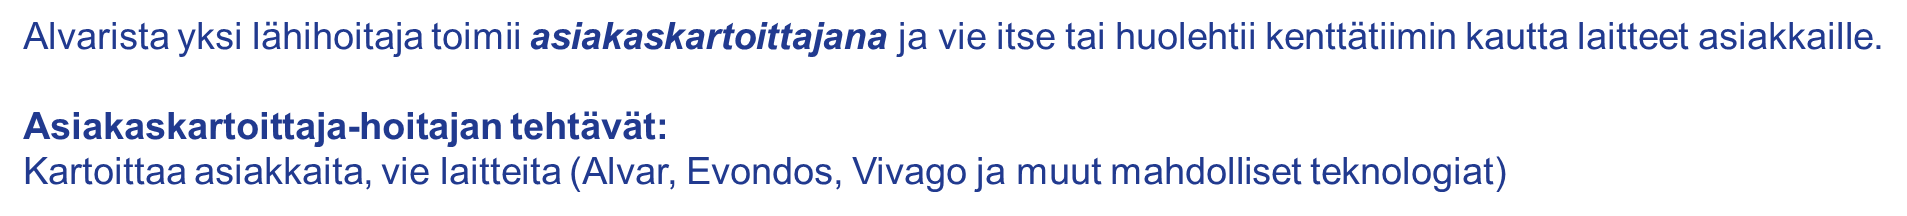 Alvarista yksi lähihoitaja toimii asiakaskartoittajana ja vie itse tai huolehtii kenttätiimin kautta laitteet asiakkaille.
Asiakaskartoittaja-hoitajan tehtävät:
Kartoittaa asiakkaita, vie laitteita (Alvar, Evondos, Vivago ja muut mahdolliset teknologiat)